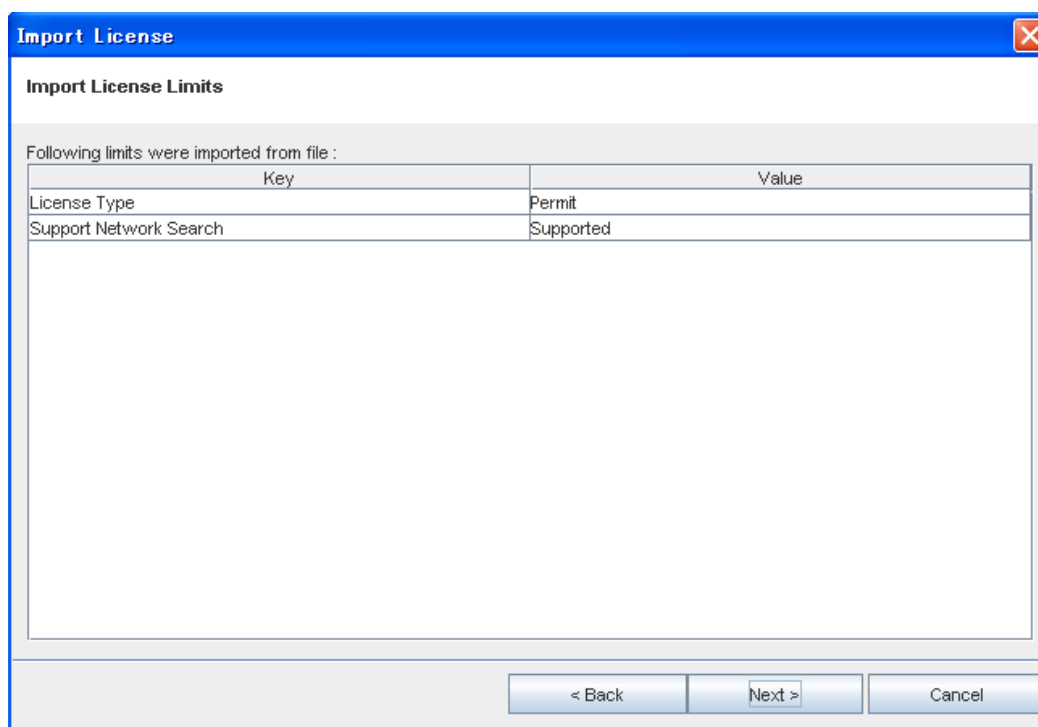 Import License
Import License Limits
Following limits were imported from file :
Key Value
License Type Permit
Support Network Search Supported
< Back Next > Cancel